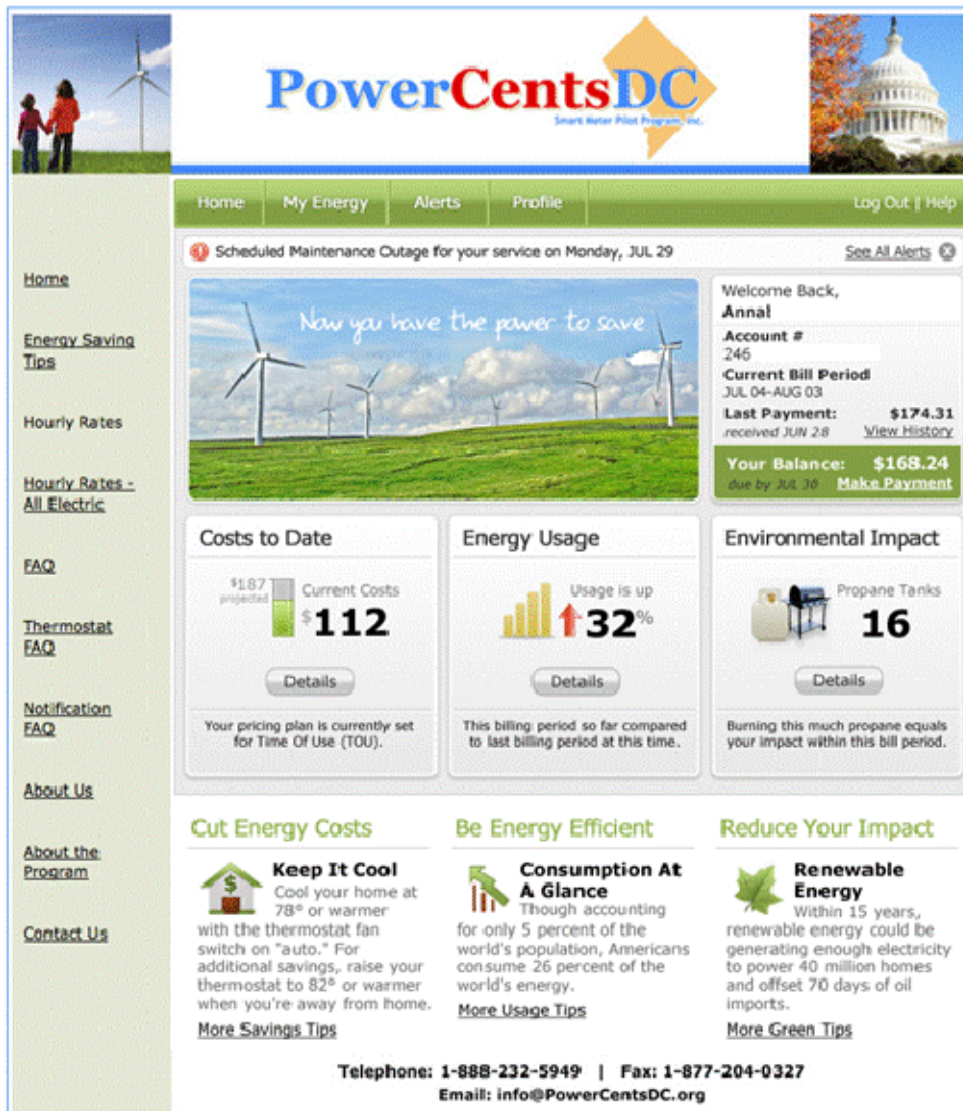 PowerCentsDC
Smart Meter Pilot Program, Inc.
Home
My Energy
Alerts
Profile
Log Out || Help
Scheduled Maintenance Outage for your service on Monday, JUL 29
See All Alerts
Home
Energy Saving
Tips
Hourly Rates
Hourly Rates -
All Electric
FAQ
Thermostat
FAQ
Notification
FAQ
About Us
About the
Program
Contact Us
Now you have the power to save
Welcome Back,
Anna!
Account #
246
Current Bill Period
JUL 04-AUG 03
Last Payment: $174.31
received JUN 28 View History
Your Balance: $168.24
due by JUL 30 Make Payment
Costs to Date
$187
projected
Current Costs
$112
Details
Your pricing plan is currently set
for Time Of Use (TOU).
Energy Usage
Usage is up
32%
Details
This billing period so far compared
to last billing period at this time.
Environmental Impact
Propane Tanks
16
Details
Burning this much propane equals
your impact within this bill period.
Cut Energy Costs
Keep It Cool
Cool your home at
78° or warmer
with the thermostat fan
switch on "auto." For
additional savings, raise your
thermostat to 82° or warmer
when you're away from home.
More Savings Tips
Be Energy Efficient
Consumption At
A Glance
Though accounting
for only 5 percent of the
world's population, Americans
consume 26 percent of the
world's energy.
More Usage Tips
Reduce Your Impact
Renewable
Energy
Within 15 years,
renewable energy could be
generating enough electricity
to power 40 million homes
and offset 70 days of oil
imports.
More Green Tips
Telephone: 1-888-232-5949 | Fax: 1-877-204-0327
Email: info@PowerCentsDC.org